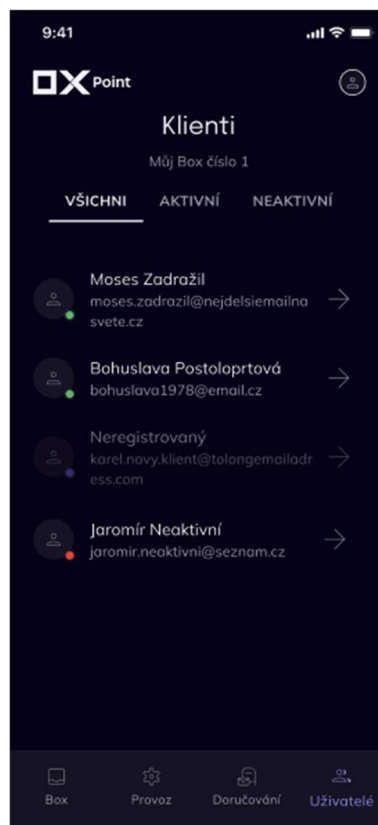 9:41
OX Point
Klienti
Můj Box číslo 1
VŠICHNI AKTIVNÍ NEAKTIVNÍ
Moses Zadražil
moses.zadrazil@nejdelsiemailna
svete.cz
Bohuslava Postoloprtová
bohuslava1978@email.cz
Neregistrovaný
karel.novy.klient@tolongemailadr
ess.com
Jaromír Neaktivní
jaromir.neaktivni@seznam.cz
Box Provoz Doručování Uživatelé